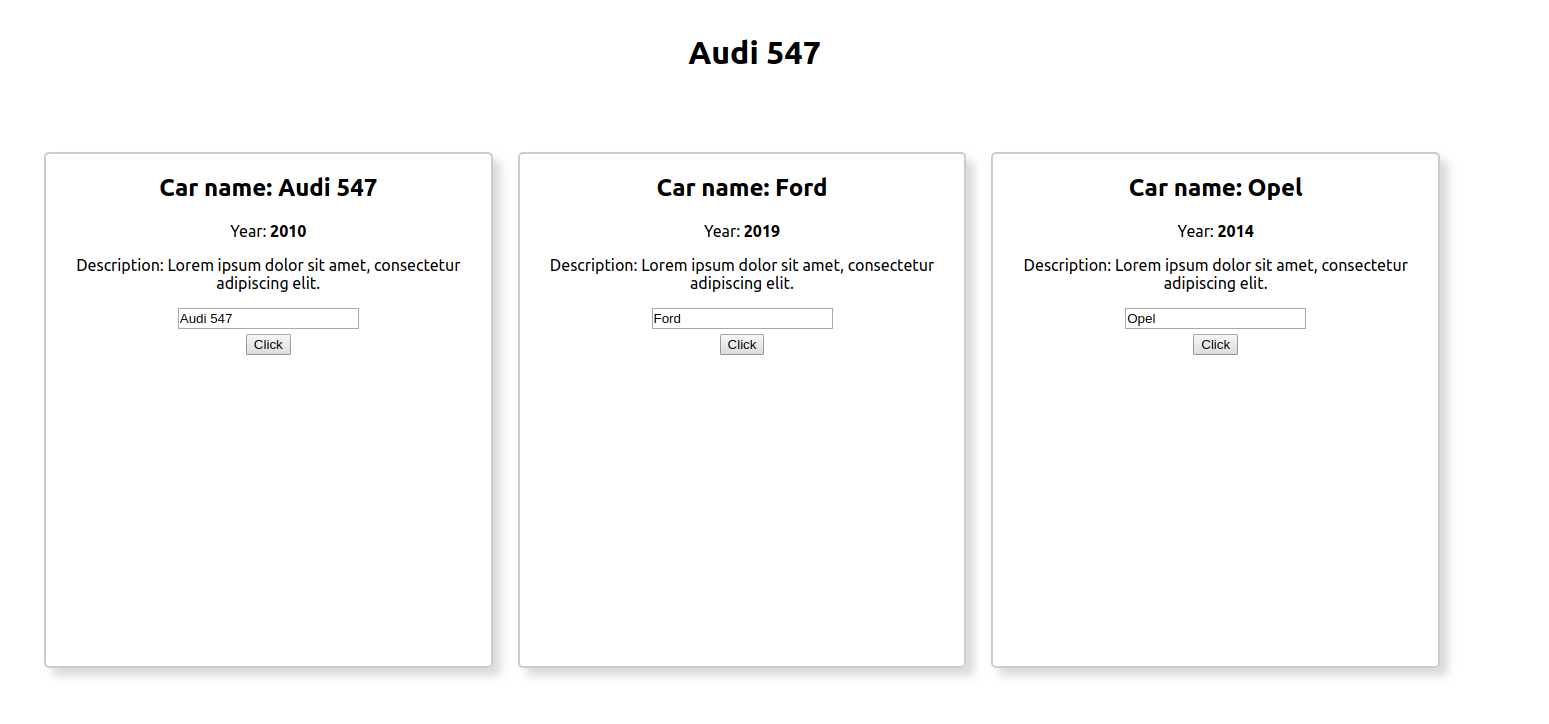 Audi 547
Car name: Audi 547
Year: 2010
Description: Lorem ipsum dolor sit amet, consectetur
adipiscing elit.
Audi 547
Click
Car name: Ford
Year: 2019
Description: Lorem ipsum dolor sit amet, consectetur
adipiscing elit.
Ford
Click
Car name: Opel
Year: 2014
Description: Lorem ipsum dolor sit amet, consectetur
adipiscing elit.
Opel
Click